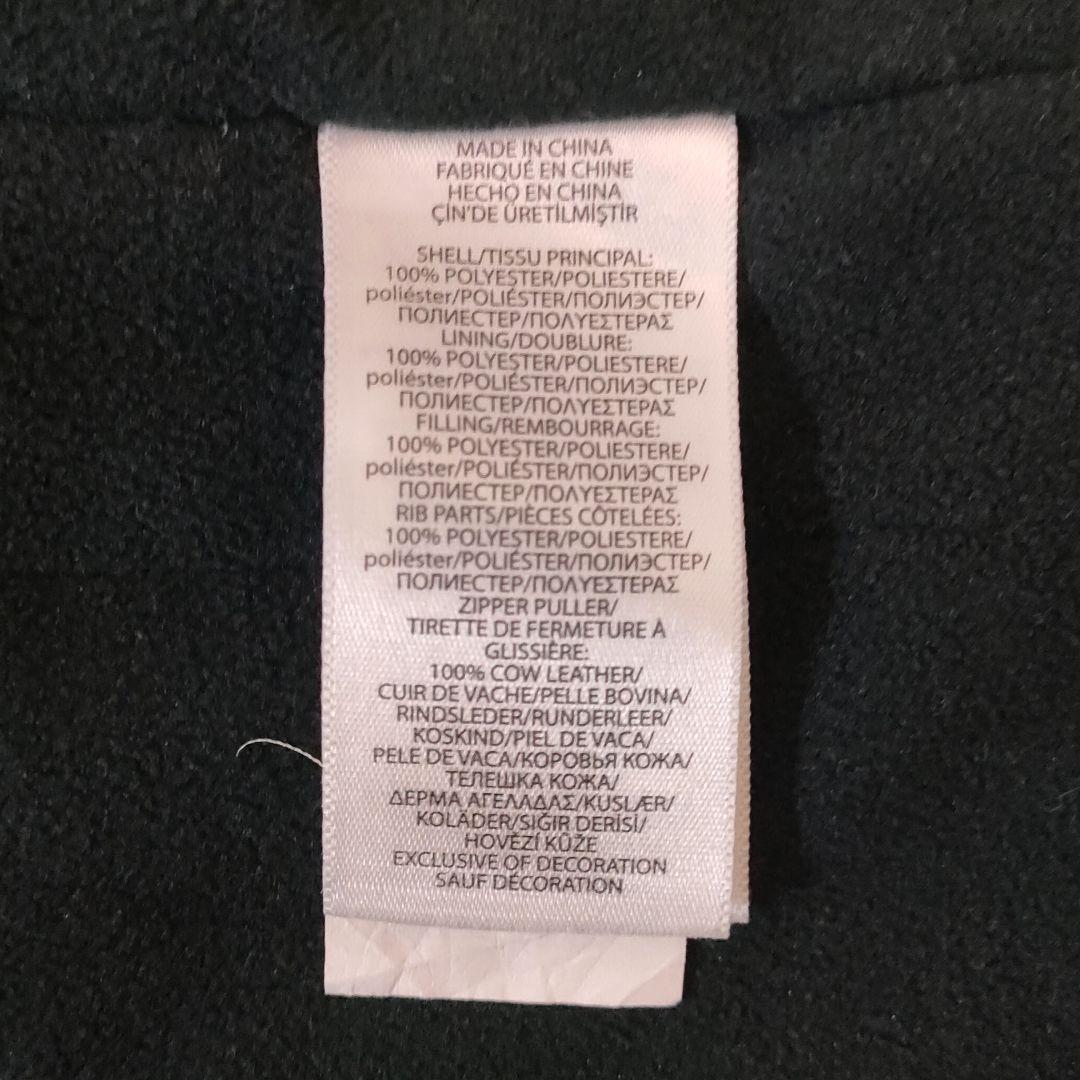 MADE IN CHINA
FABRIQUÉ EN CHINE
HECHO EN CHINA
ÇİN'DE ÜRETİLMİŞTİR
SHELL/TISSU PRINCIPAL:
100% POLYESTER/POLIESTERE/
poliéster/POLIÉSTER/ПОЛИЭСТЕР/
ПОЛИЕСТЕР/ΠΟΛΥΕΣΤΕΡΑΣ
LINING/DOUBLURE:
100% POLYESTER/POLIESTERE/
poliéster/POLIÉSTER/ПОЛИЭСТЕР/
ПОЛИЕСТЕР/ΠΟΛΥΕΣΤΕΡΑΣ
FILLING/REMBOURRAGE:
100% POLYESTER/POLIESTERE/
poliéster/POLIÉSTER/ПОЛИЭСТЕР/
ПОЛИЕСТЕР/ΠΟΛΥΕΣΤΕΡΑΣ
RIB PARTS/PIÈCES CÔTELÉES:
100% POLYESTER/POLIESTERE/
poliéster/POLIÉSTER/ПОЛИЭСТЕР/
ПОЛИЕСТЕР/ΠΟΛΥΕΣΤΕΡΑΣ
ZIPPER PULLER/
TIRETTE DE FERMETURE À
GLISSIÈRE:
100% COW LEATHER/
CUIR DE VACHE/PELLE BOVINA/
RINDSLEDER/RUNDERLEER/
KOSKIND/PIEL DE VACA/
PELE DE VACA/КОРОВЬЯ КОЖА/
ТЕЛЕШКА КОЖА/
ΔΕΡΜΑ ΑΓΕΛΑΔΑΣ/KUSLÆR/
KOLÄDER/SIĞIR DERİSİ/
HOVĚZÍ KŮŽE
EXCLUSIVE OF DECORATION
SAUF DÉCORATION